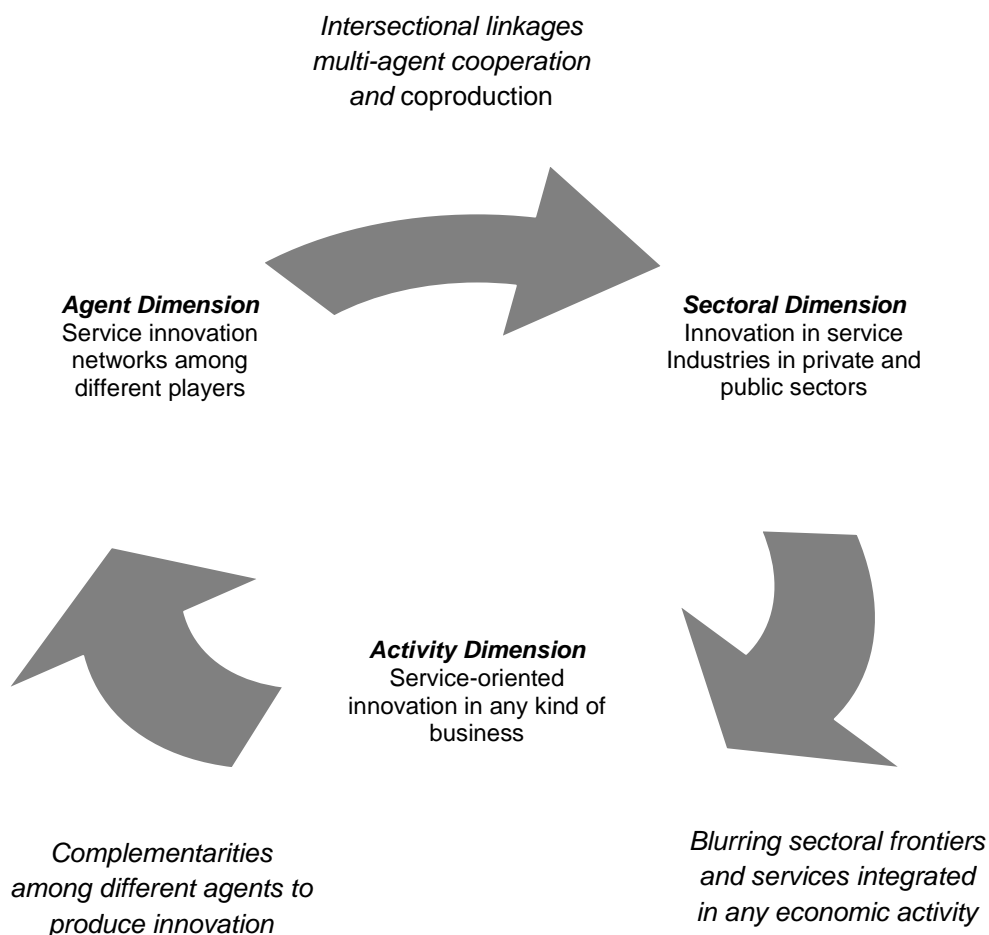 Intersectional linkages
multi-agent cooperation
and coproduction
Agent Dimension
Service innovation
networks among
different players
Sectoral Dimension
Innovation in service
Industries in private and
public sectors
Activity Dimension
Service-oriented
innovation in any kind of
business
Complementarities
among different agents to
produce innovation
Blurring sectoral frontiers
and services integrated
in any economic activity